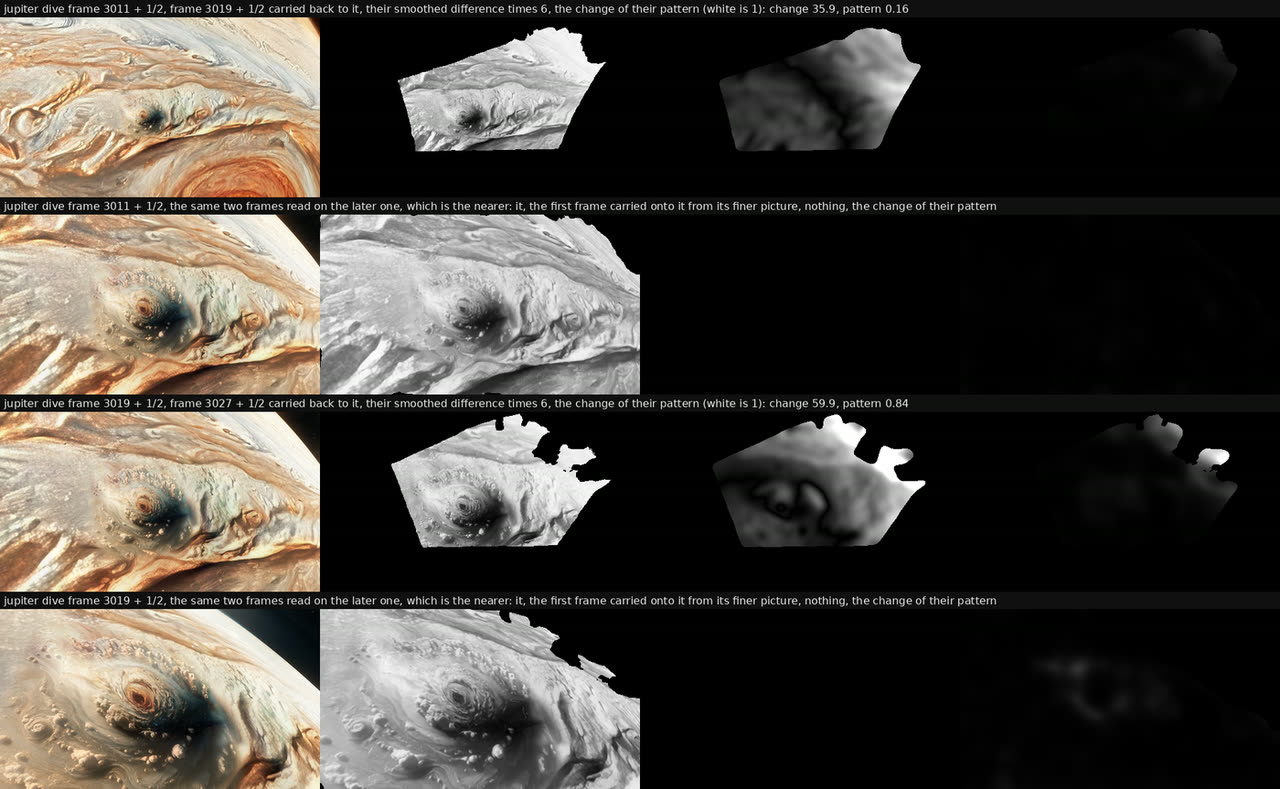 jupiter dive frame 3011 + 1/2, frame 3019 + 1/2 carried back to it, their smoothed difference times 6, the change of their pattern (white is 1): change 35.9, pattern 0.16
jupiter dive frame 3011 + 1/2, the same two frames read on the later one, which is the nearer: it, the first frame carried onto it from its finer picture, nothing, the change of their pattern
jupiter dive frame 3019 + 1/2, frame 3027 + 1/2 carried back to it, their smoothed difference times 6, the change of their pattern (white is 1): change 59.9, pattern 0.84
jupiter dive frame 3019 + 1/2, the same two frames read on the later one, which is the nearer: it, the first frame carried onto it from its finer picture, nothing, the change of their pattern